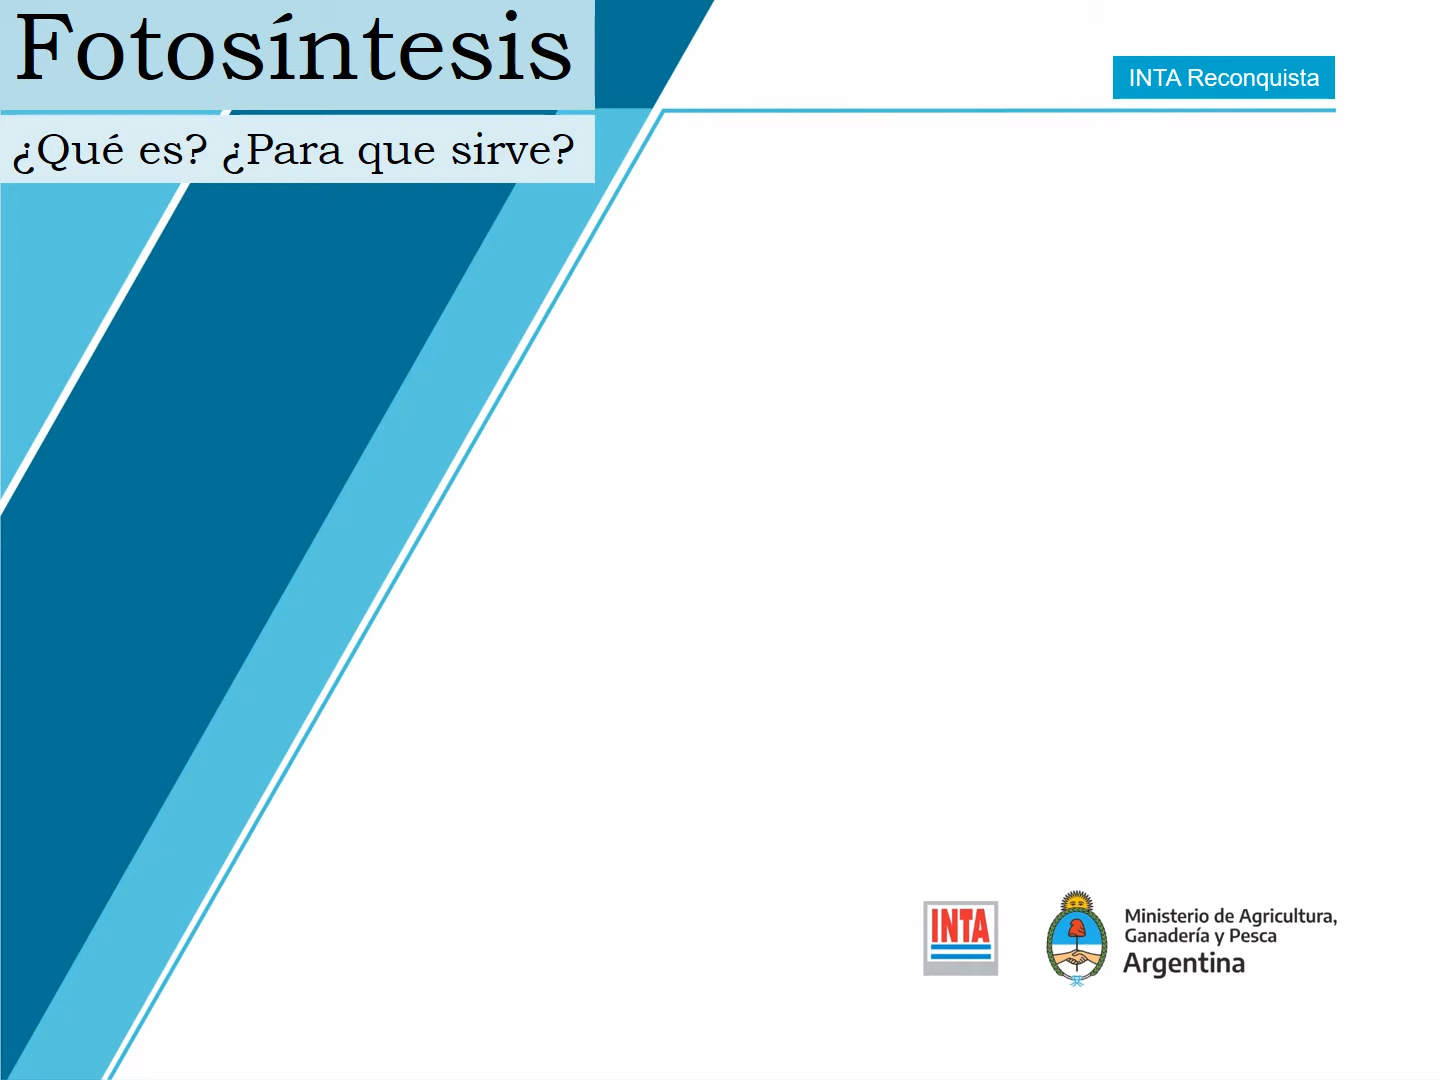 Fotosíntesis
¿Qué es? ¿Para que sirve?
INTA Reconquista
INTA
Ministerio de Agricultura,
Ganadería y Pesca
Argentina